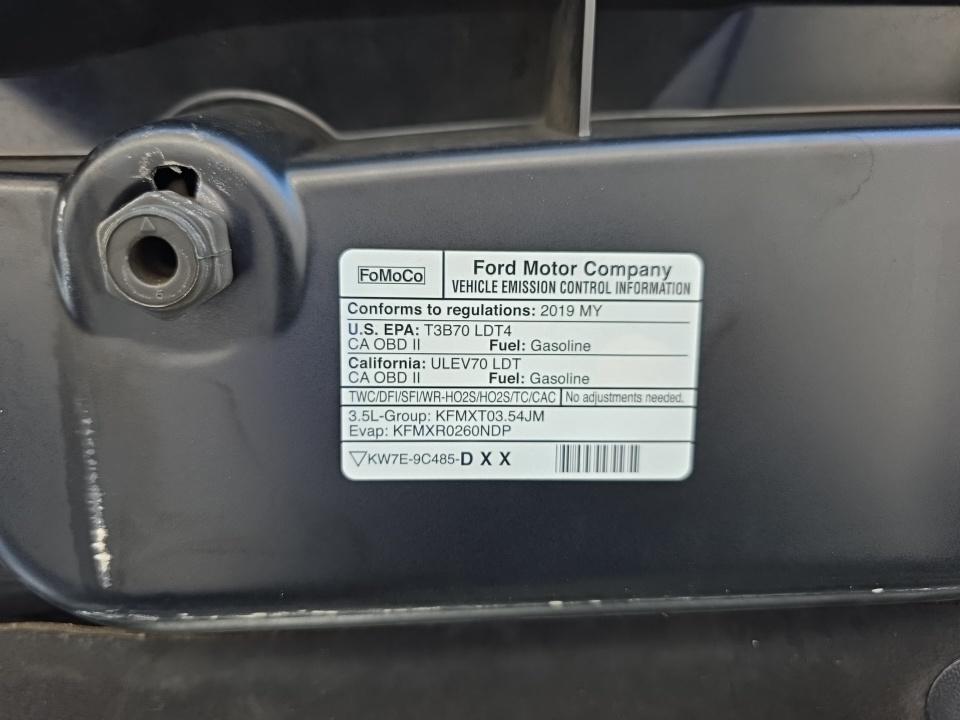 FoMoCo
Ford Motor Company
VEHICLE EMISSION CONTROL INFORMATION
Conforms to regulations: 2019 MY
U.S. EPA: T3B70 LDT4
CA OBD II Fuel: Gasoline
California: ULEV70 LDT
CA OBD II Fuel: Gasoline
TWC/DFI/SFI/WR-HO2S/HO2S/TC/CAC No adjustments needed.
3.5L-Group: KFMXT03.54JM
Evap: KFMXR0260NDP
KW7E-9C485-D X X